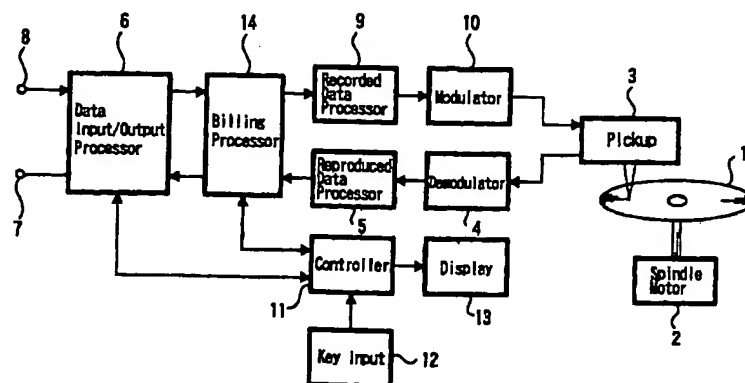 6
14
9
10
8
3
1
Data
Input/Output
Processor
Billing
Processor
Recorded
Data
Processor
Modulator
Pickup
Reproduced
Data
Processor
Demodulator
7
5
4
Controller
Display
Spindle
Motor
11
13
2
Key Input
12